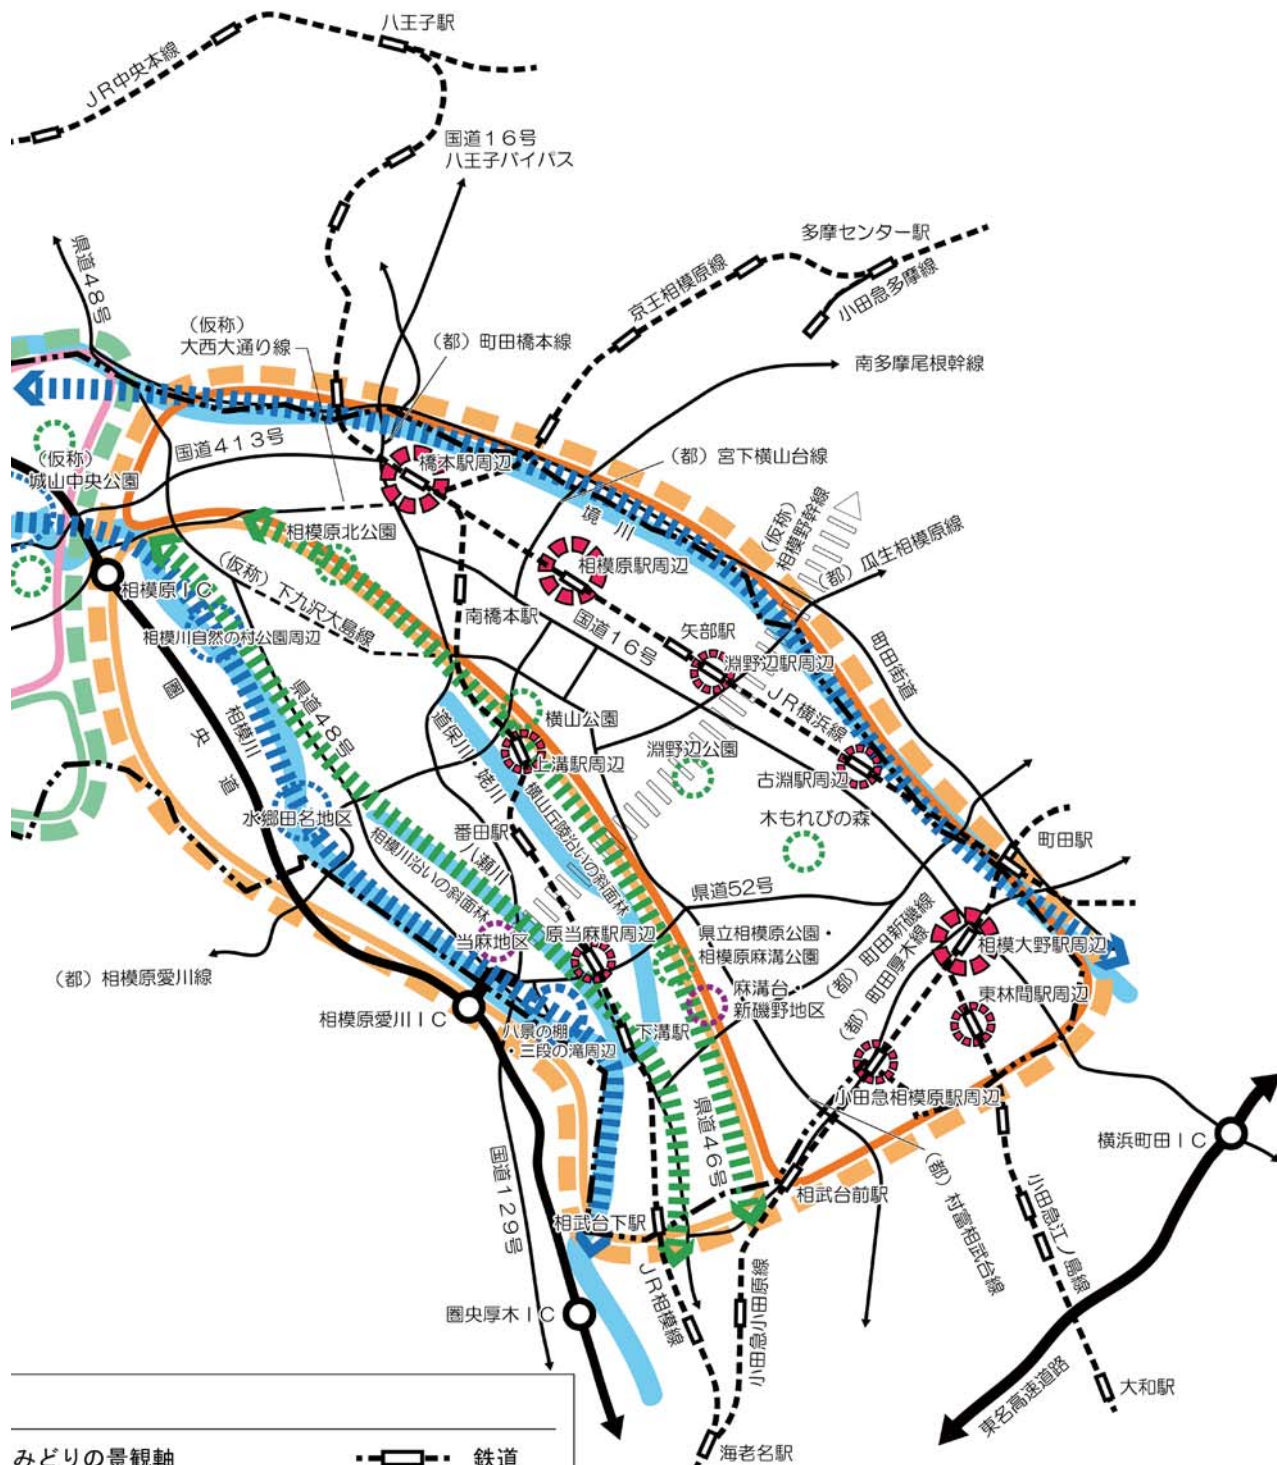 八王子駅
JR中央本線
国道16号
八王子バイパス
多摩センター駅
県道48号
京王相模原線
小田急多摩線
(仮称)
大西大通り線
(都)町田橋本線
南多摩尾根幹線
国道413号
(仮称)
城山中央公園
橋本駅周辺
(都)宮下横山台線
境川
(仮称)
相模野幹線
相模原北公園
相模原駅周辺
(都)瓜生相模原線
相模原IC
(仮称)下九沢大島線
南橋本駅
国道16号
矢部駅
相模川自然の村公園周辺
淵野辺駅周辺
町田街道
県道48号
相模川
圏央道
道保川・姥川
横山公園
JR横浜線
上溝駅周辺
淵野辺公園
古淵駅周辺
水郷田名地区
横山丘陵沿いの斜面林
番田駅
八瀬川
相模川沿いの斜面林
木もれびの森
町田駅
県道52号
当麻地区
原当麻駅周辺
県立相模原公園・
相模原麻溝公園
(都)町田新磯線
(都)町田厚木線
相模大野駅周辺
(都)相模原愛川線
麻溝台・
新磯野地区
東林間駅周辺
相模原愛川IC
八景の棚
・三段の滝周辺
下溝駅
小田急相模原駅周辺
県道46号
横浜町田IC
国道129号
相武台前駅
(都)村富相武台線
小田急江ノ島線
相武台下駅
JR相模線
小田急小田原線
圏央厚木IC
東名高速道路
大和駅
海老名駅
みどりの景観軸
鉄道